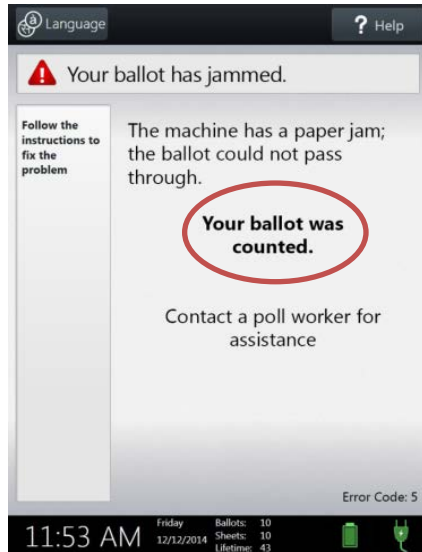 Language
? Help
Your ballot has jammed.
Follow the
instructions to
fix the
problem
The machine has a paper jam;
the ballot could not pass
through.
Your ballot was
counted.
Contact a poll worker for
assistance
Error Code: 5
11:53 AM
Friday
12/12/2014
Ballots: 10
Sheets: 10
Lifetime: 43